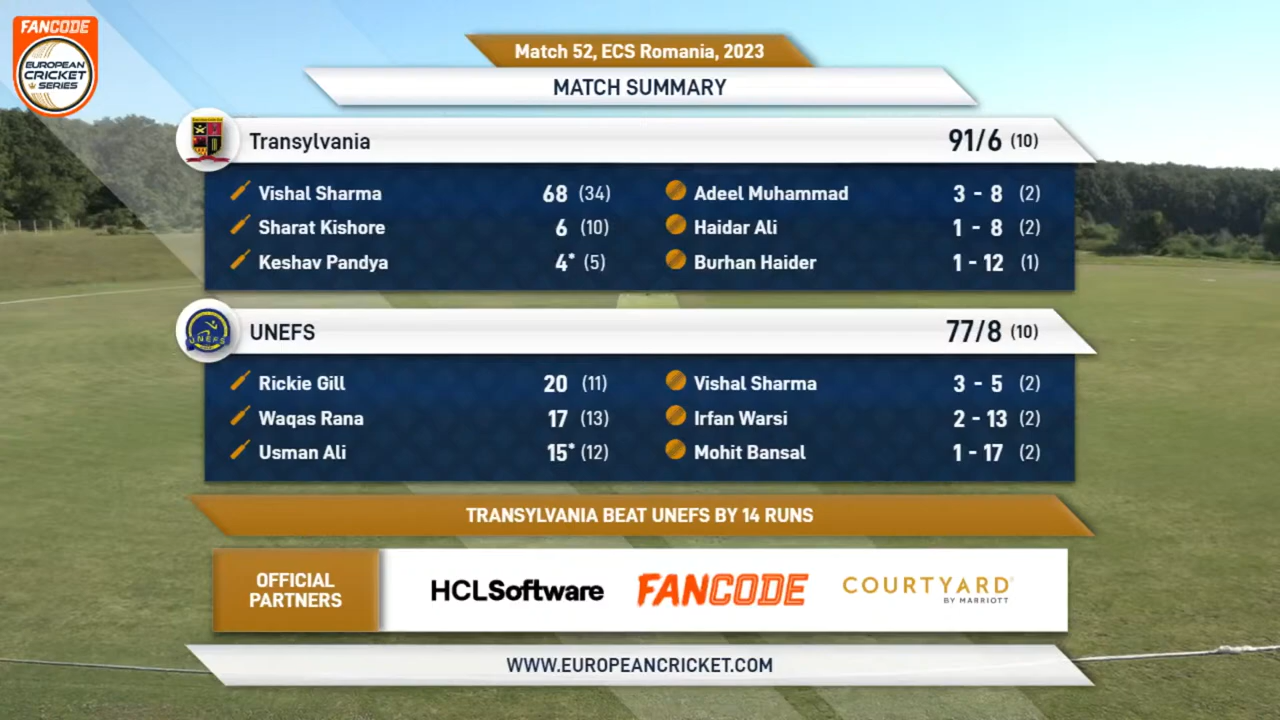 FANCODE
EUROPEAN
CRICKET
SERIES
Match 52, ECS Romania, 2023
MATCH SUMMARY
Transylvania 91/6 (10)
Vishal Sharma 68 (34) Adeel Muhammad 3 - 8 (2)
Sharat Kishore 6 (10) Haidar Ali 1 - 8 (2)
Keshav Pandya 4* (5) Burhan Haider 1 - 12 (1)
UNEFS
UNEFS 77/8 (10)
Rickie Gill 20 (11) Vishal Sharma 3 - 5 (2)
Waqas Rana 17 (13) Irfan Warsi 2 - 13 (2)
Usman Ali 15* (12) Mohit Bansal 1 - 17 (2)
TRANSYLVANIA BEAT UNEFS BY 14 RUNS
OFFICIAL
PARTNERS
HCLSoftware FANCODE COURTYARD®
BY MARRIOTT
WWW.EUROPEANCRICKET.COM